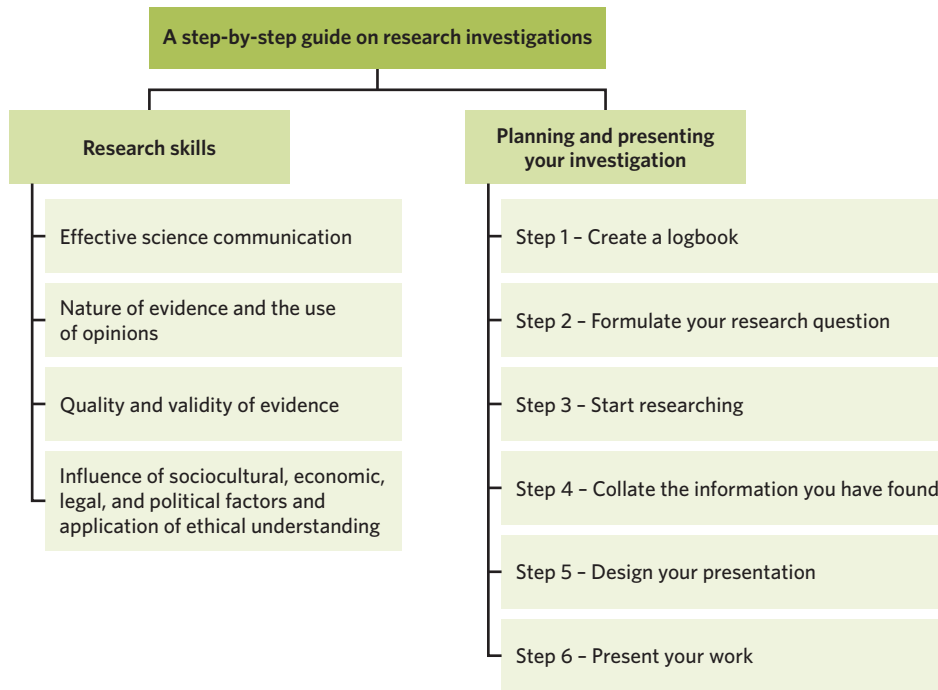 A step-by-step guide on research investigations
Research skills
Effective science communication
Nature of evidence and the use
of opinions
Quality and validity of evidence
Influence of sociocultural, economic,
legal, and political factors and
application of ethical understanding
Planning and presenting
your investigation
Step 1 – Create a logbook
Step 2 – Formulate your research question
Step 3 – Start researching
Step 4 – Collate the information you have found
Step 5 – Design your presentation
Step 6 – Present your work